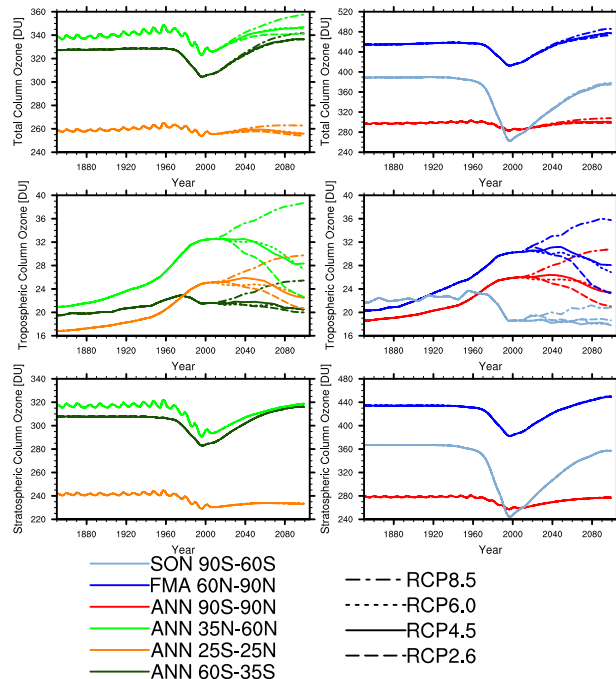 360
340
320
300
280
260
240
Total Column Ozone [DU]
1880 1920 1960 2000 2040 2080
Year
520
480
440
400
360
320
280
240
Total Column Ozone [DU]
1880 1920 1960 2000 2040 2080
Year
40
36
32
28
24
20
16
Tropospheric Column Ozone [DU]
1880 1920 1960 2000 2040 2080
Year
40
36
32
28
24
20
16
Tropospheric Column Ozone [DU]
1880 1920 1960 2000 2040 2080
Year
340
320
300
280
260
240
220
Stratospheric Column Ozone [DU]
1880 1920 1960 2000 2040 2080
Year
480
440
400
360
320
280
240
Stratospheric Column Ozone [DU]
1880 1920 1960 2000 2040 2080
Year
SON 90S-60S
FMA 60N-90N
ANN 90S-90N
ANN 35N-60N
ANN 25S-25N
ANN 60S-35S
RCP8.5
RCP6.0
RCP4.5
RCP2.6